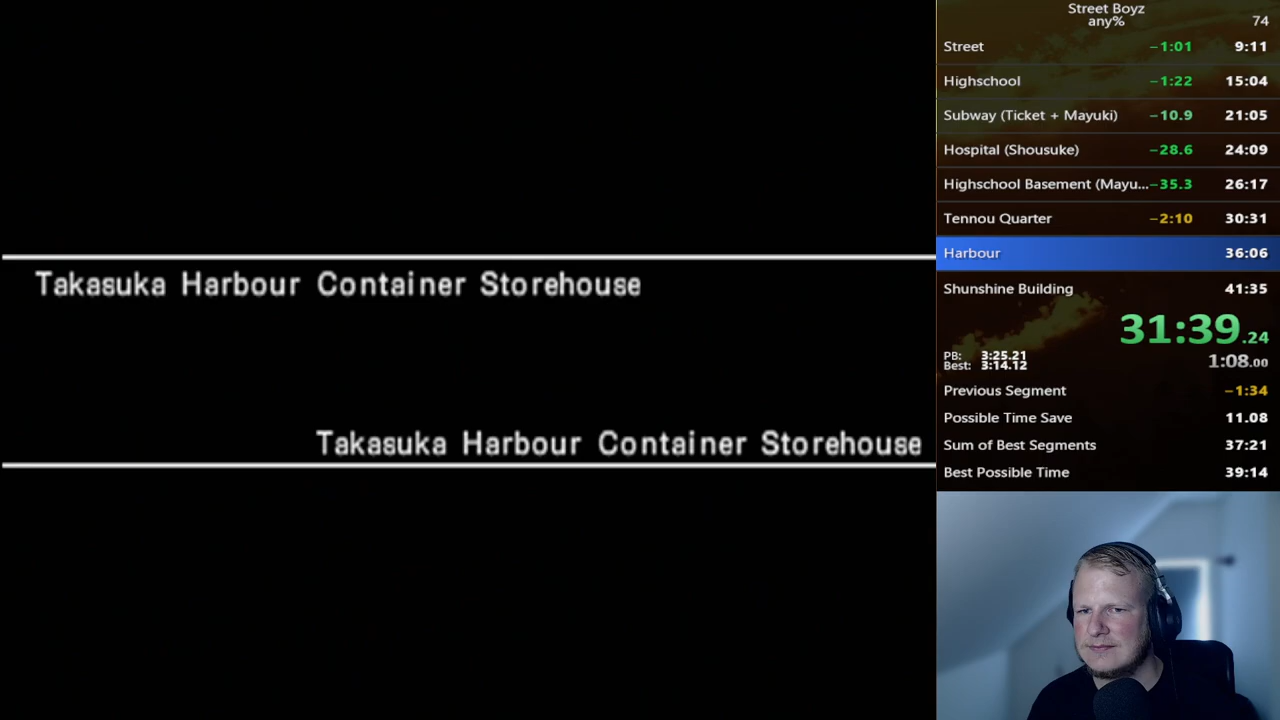 Takasuka Harbour Container Storehouse
Takasuka Harbour Container Storehouse
Street Boyz
any% 74
Street −1:01 9:11
Highschool −1:22 15:04
Subway (Ticket + Mayuki) −10.9 21:05
Hospital (Shousuke) −28.6 24:09
Highschool Basement (Mayu... −35.3 26:17
Tennou Quarter −2:10 30:31
Harbour 36:06
Shunshine Building 41:35
31:39.24
PB: 3:25.21
Best: 3:14.12
1:08.00
Previous Segment −1:34
Possible Time Save 11.08
Sum of Best Segments 37:21
Best Possible Time 39:14